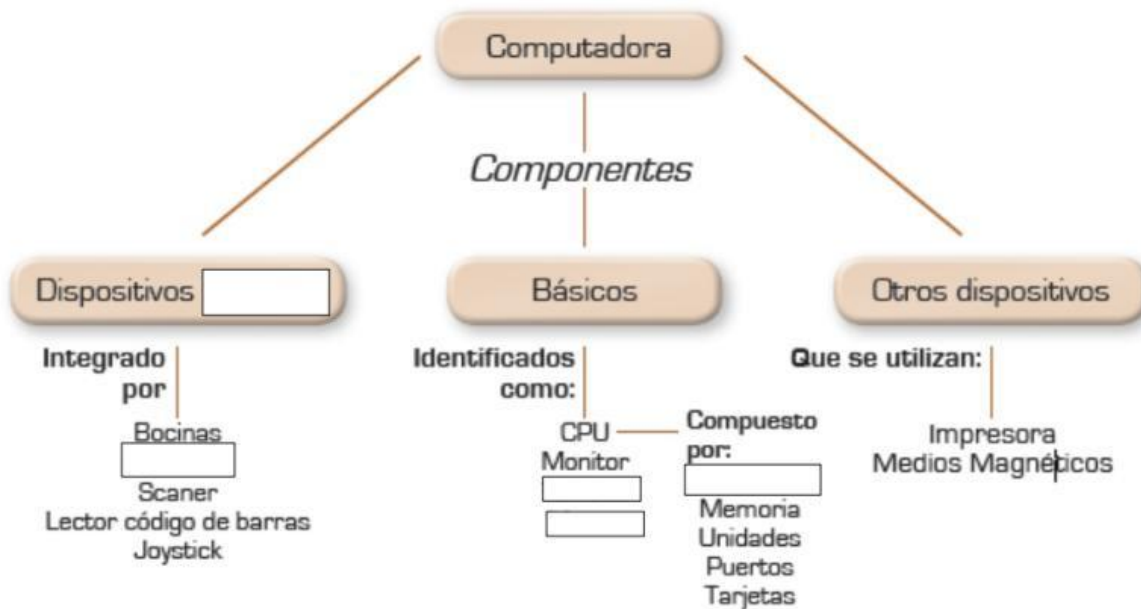 Computadora
Componentes
Dispositivos
Básicos
Otros dispositivos
Integrado
por
Bocinas
Scaner
Lector código de barras
Joystick
Identificados
como:
CPU
Monitor
Compuesto
por:
Memoria
Unidades
Puertos
Tarjetas
Que se utilizan:
Impresora
Medios Magnéticos